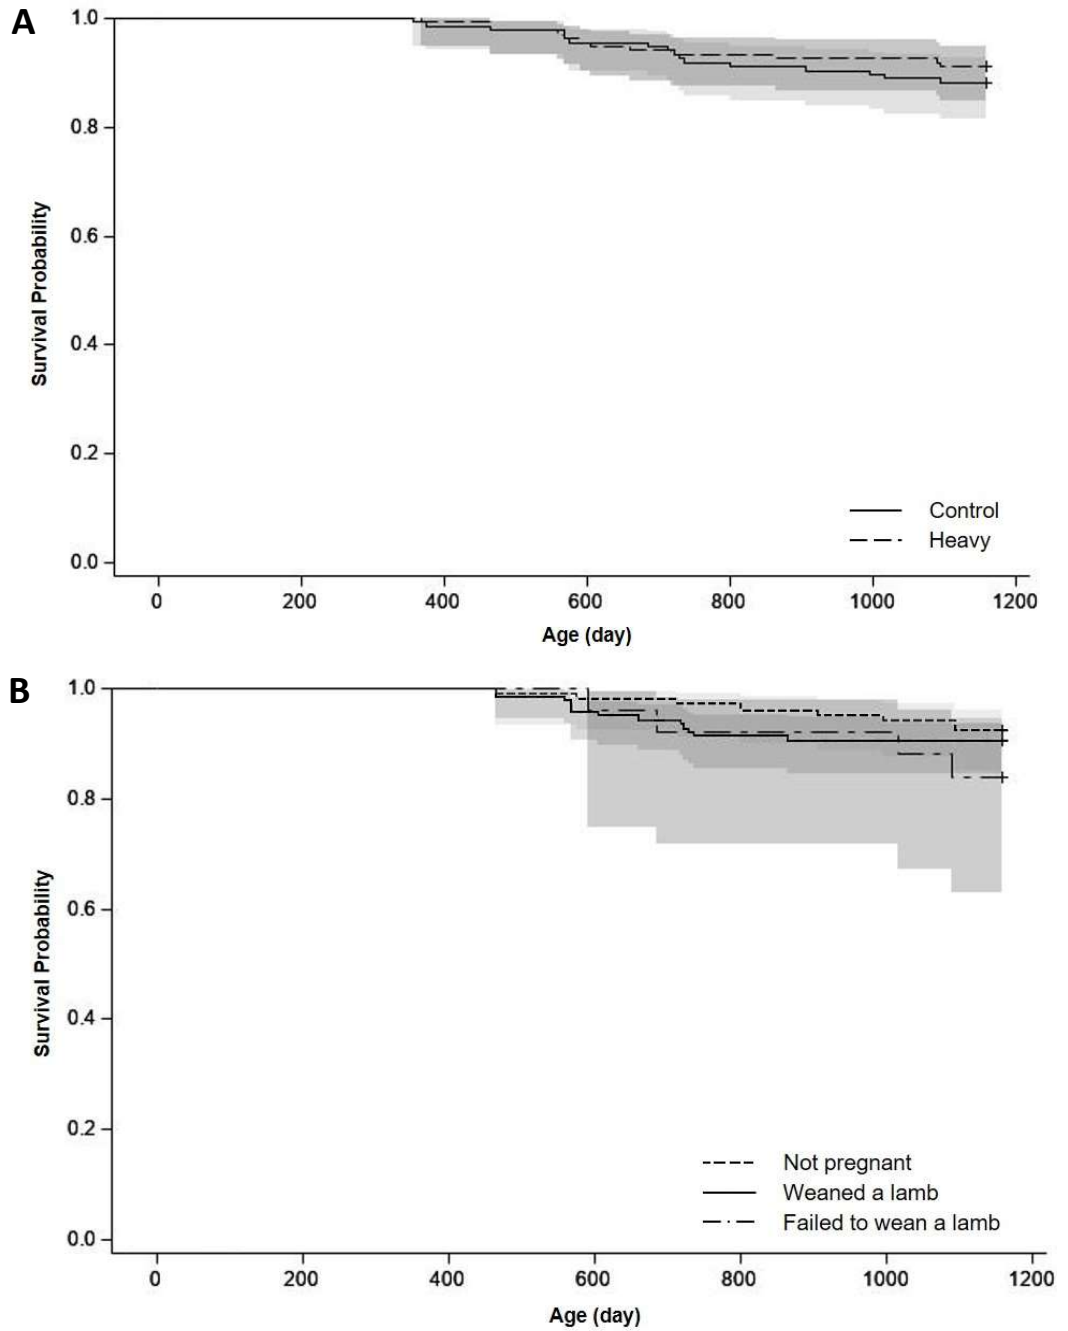 A
1.0
0.8
0.6
0.4
0.2
0.0
Survival Probability
Control
Heavy
0 200 400 600 800 1000 1200
Age (day)
B
1.0
0.8
0.6
0.4
0.2
0.0
Survival Probability
Not pregnant
Weaned a lamb
Failed to wean a lamb
0 200 400 600 800 1000 1200
Age (day)